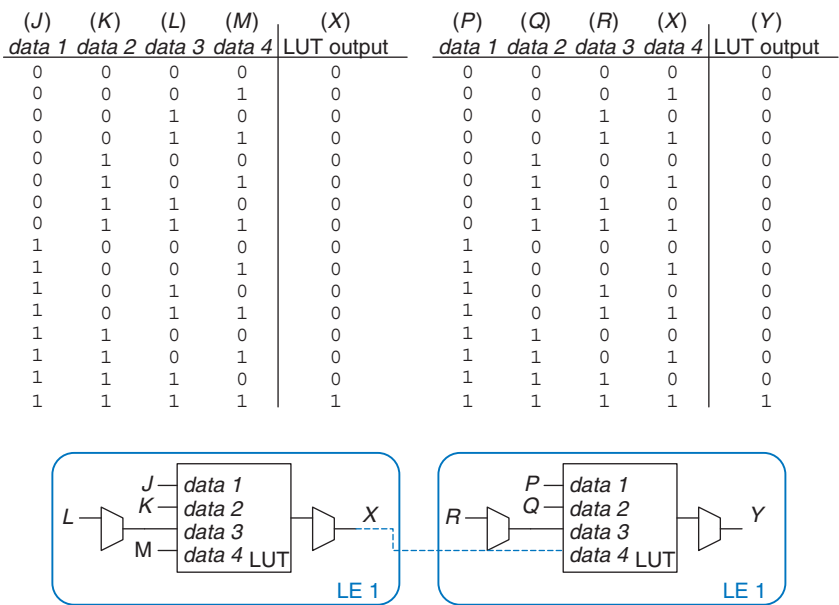 (J) (K) (L) (M) (X) (P) (Q) (R) (X) (Y)
data 1 data 2 data 3 data 4 LUT output data 1 data 2 data 3 data 4 LUT output
0 0 0 0 0 0 0 0 0 0
0 0 0 1 0 0 0 0 1 0
0 0 1 0 0 0 0 1 0 0
0 0 1 1 0 0 0 1 1 0
0 1 0 0 0 0 1 0 0 0
0 1 0 1 0 0 1 0 1 0
0 1 1 0 0 0 1 1 0 0
0 1 1 1 0 0 1 1 1 0
1 0 0 0 0 1 0 0 0 0
1 0 0 1 0 1 0 0 1 0
1 0 1 0 0 1 0 1 0 0
1 0 1 1 0 1 0 1 1 0
1 1 0 0 0 1 1 0 0 0
1 1 0 1 0 1 1 0 1 0
1 1 1 0 0 1 1 1 0 0
1 1 1 1 1 1 1 1 1 1
J data 1 P data 1
K data 2 Q data 2
L data 3 X R data 3 Y
M data 4 LUT data 4 LUT
LE 1 LE 1